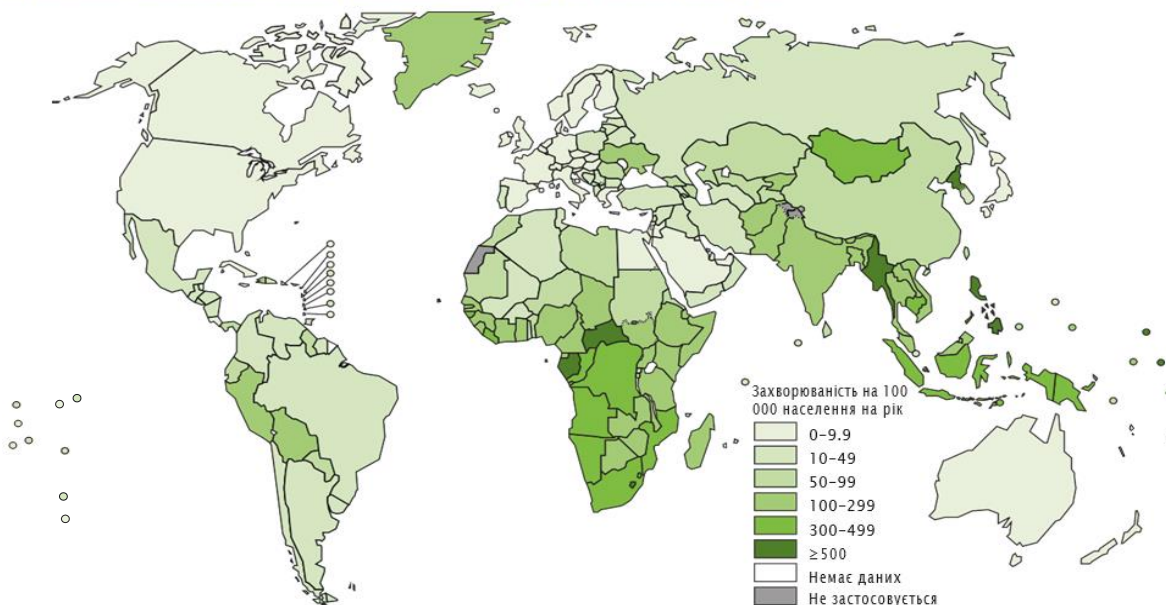 Захворюваність на 100
000 населення на рік
0–9.9
10–49
50–99
100–299
300–499
≥500
Немає даних
Не застосовується